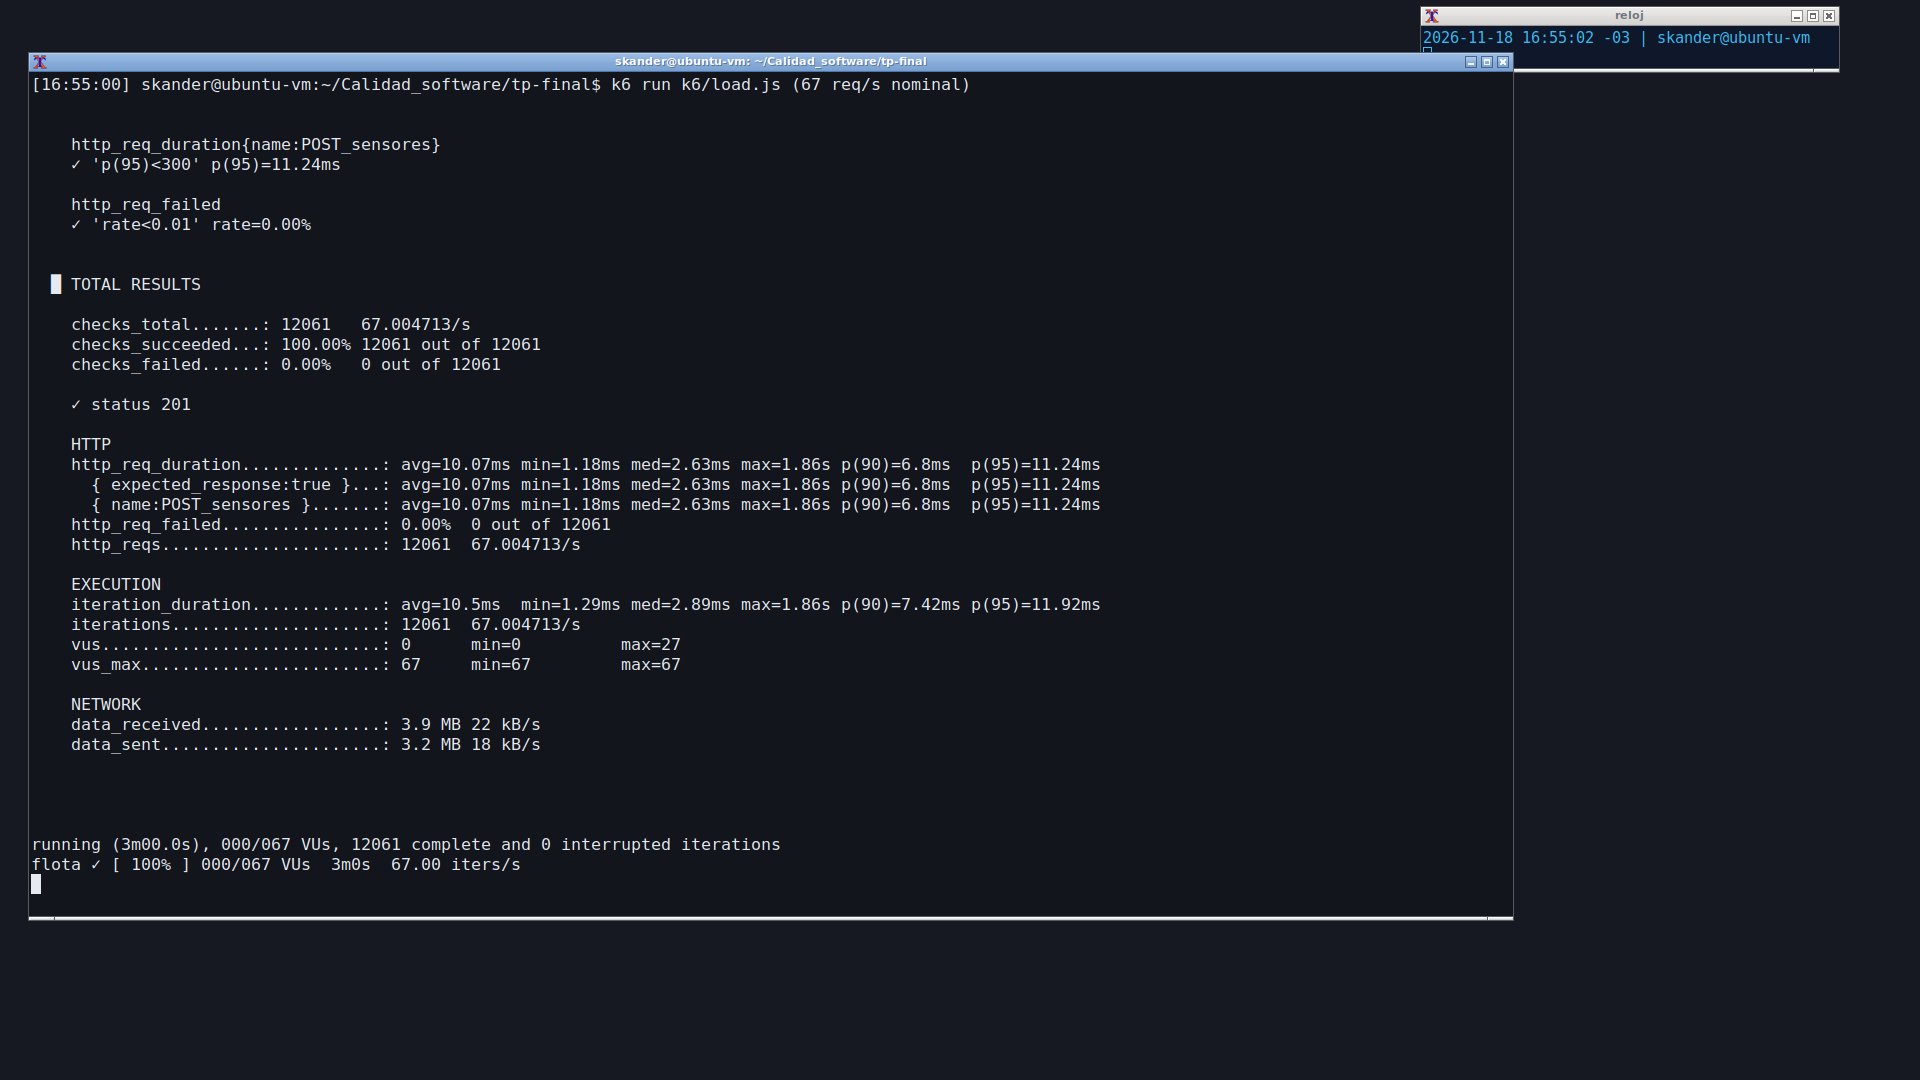 reloj
2026-11-18 16:55:02 -03 | skander@ubuntu-vm
skander@ubuntu-vm: ~/Calidad_software/tp-final
[16:55:00] skander@ubuntu-vm:~/Calidad_software/tp-final$ k6 run k6/load.js (67 req/s nominal)
http_req_duration{name:POST_sensores}
✓ 'p(95)<300' p(95)=11.24ms
http_req_failed
✓ 'rate<0.01' rate=0.00%
█ TOTAL RESULTS
checks_total.......: 12061   67.004713/s
checks_succeeded...: 100.00% 12061 out of 12061
checks_failed......: 0.00%   0 out of 12061
✓ status 201
HTTP
http_req_duration..............: avg=10.07ms min=1.18ms med=2.63ms max=1.86s p(90)=6.8ms  p(95)=11.24ms
{ expected_response:true }...: avg=10.07ms min=1.18ms med=2.63ms max=1.86s p(90)=6.8ms  p(95)=11.24ms
{ name:POST_sensores }.......: avg=10.07ms min=1.18ms med=2.63ms max=1.86s p(90)=6.8ms  p(95)=11.24ms
http_req_failed................: 0.00%  0 out of 12061
http_reqs......................: 12061  67.004713/s
EXECUTION
iteration_duration.............: avg=10.5ms  min=1.29ms med=2.89ms max=1.86s p(90)=7.42ms p(95)=11.92ms
iterations.....................: 12061  67.004713/s
vus............................: 0      min=0          max=27
vus_max........................: 67     min=67         max=67
NETWORK
data_received..................: 3.9 MB 22 kB/s
data_sent......................: 3.2 MB 18 kB/s
running (3m00.0s), 000/067 VUs, 12061 complete and 0 interrupted iterations
flota ✓ [ 100% ] 000/067 VUs  3m0s  67.00 iters/s